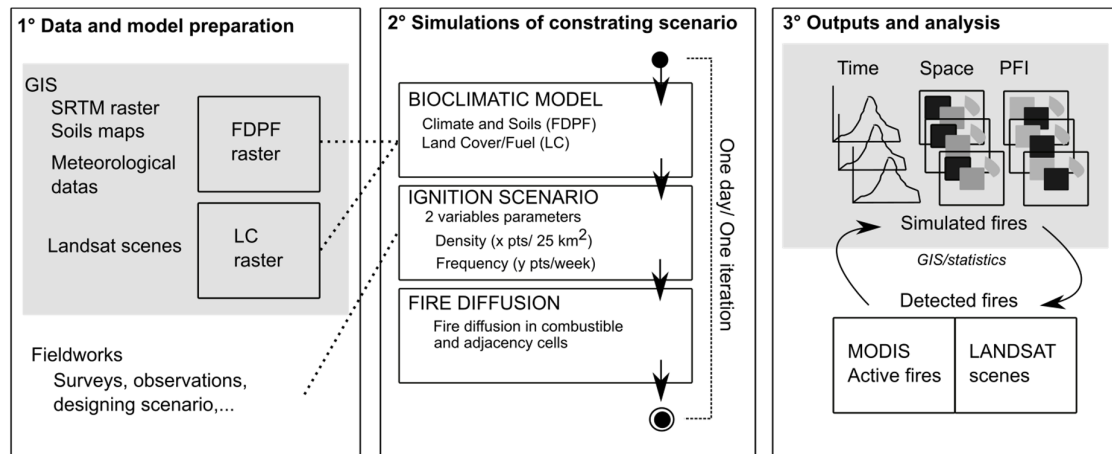 1° Data and model preparation
GIS
SRTM raster
Soils maps
Meteorological
datas
FDPF
raster
Landsat scenes
LC
raster
Fieldworks
Surveys, observations,
designing scenario,...
2° Simulations of constrating scenario
BIOCLIMATIC MODEL
Climate and Soils (FDPF)
Land Cover/Fuel (LC)
IGNITION SCENARIO
2 variables parameters
Density (x pts/ 25 km²)
Frequency (y pts/week)
FIRE DIFFUSION
Fire diffusion in combustible
and adjacency cells
One day/ One iteration
3° Outputs and analysis
Time Space PFI
Simulated fires
GIS/statistics
Detected fires
MODIS
Active fires
LANDSAT
scenes